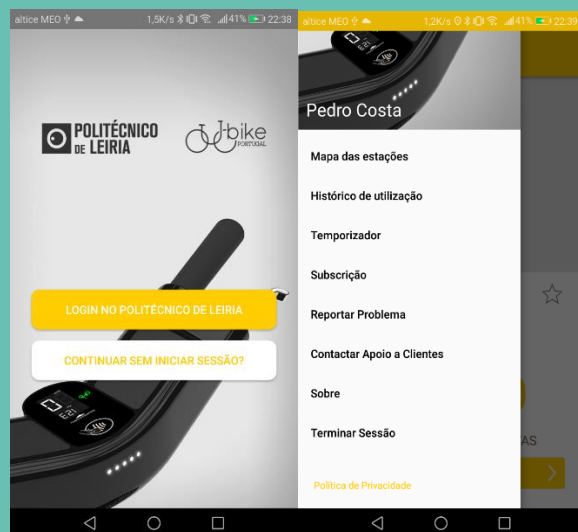 altice MEO 1,5K/s 41% 22:38
POLITÉCNICO
DE LEIRIA
U-bike
PORTUGAL
LOGIN NO POLITÉCNICO DE LEIRIA
CONTINUAR SEM INICIAR SESSÃO?
altice MEO 1,2K/s 41% 22:39
Pedro Costa
Mapa das estações
Histórico de utilização
Temporizador
Subscrição
Reportar Problema
Contactar Apoio a Clientes
Sobre
Terminar Sessão
Política de Privacidade
AS